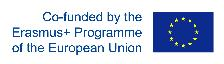 Co-funded by the
Erasmus+ Programme
of the European Union